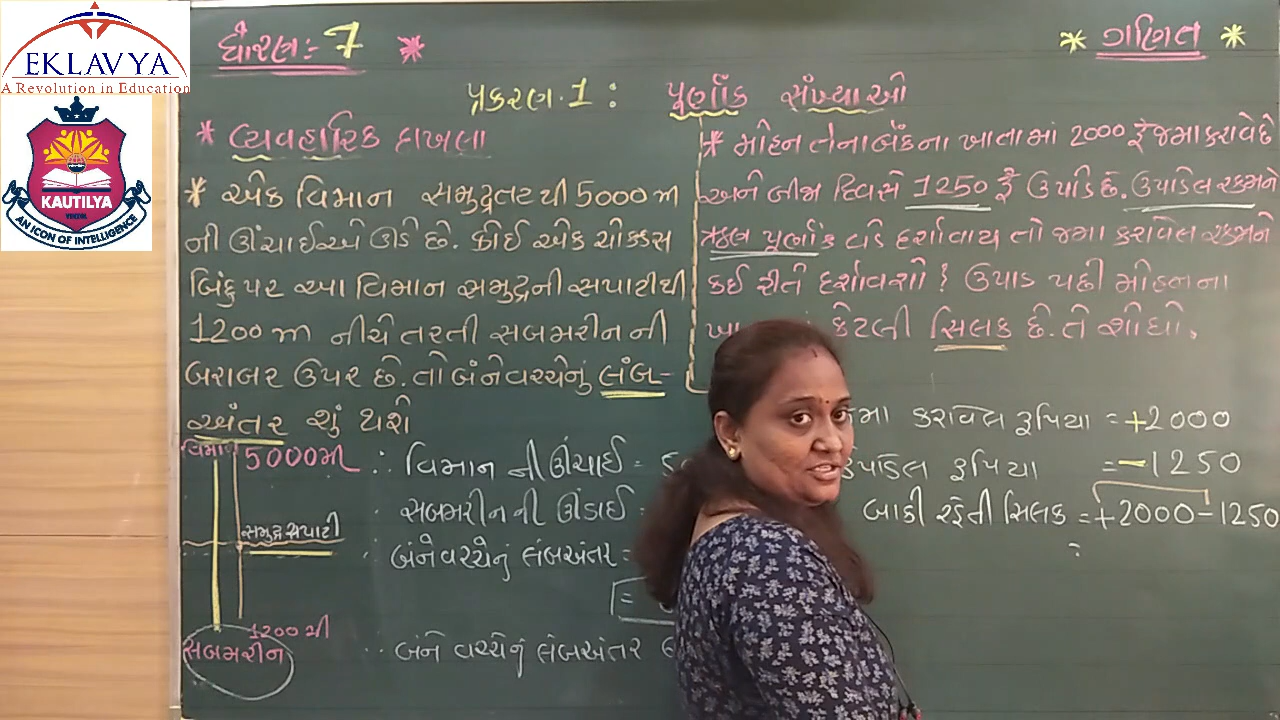 EKLAVYA
A Revolution in Education
KAUTILYA
AN ICON OF INTELLIGENCE
ધોરણ:- 7
* ગણિત *
પ્રકરણ.1 : પૂર્ણાંક સંખ્યાઓ
* વ્યવહારિક દાખલા
* એક વિમાન સમુદ્રતટથી 5000 m
ની ઊંચાઈએ ઊડે છે. કોઈ એક ચોક્કસ
બિંદુ પર આ વિમાન સમુદ્રની સપાટીથી
1200 m નીચે તરતી સબમરીન ની
બરાબર ઉપર છે. તો બંનેવચ્ચેનું લંબ-
અંતર શું થશે
વિમાન 5000મી
∴ વિમાન ની ઊંચાઈ =
સબમરીન ની ઊંડાઈ =
સમુદ્ર સપાટી
∴ બંનેવચ્ચેનું લંબઅંતર =
=
1200 મી
સબમરીન
∴ બંને વચ્ચેનું લંબઅંતર
* મોહન તેના બેંકના ખાતામાં 2000 રૂ જમા કરાવે છે
અને બીજા દિવસે 1250 રૂ ઉપાડે છે. ઉપાડેલ રકમને
ઋણ પૂર્ણાંક વડે દર્શાવાય તો જમા કરાવેલ રકમને
કઈ રીતે દર્શાવશો ? ઉપાડ પછી મોહનના
કેટલી સિલક છે. તે શોધો.
કરાવેલ રૂપિયા = +2000
ઉપાડેલ રૂપિયા = -1250
બાકી રહેતી સિલક = +2000-1250